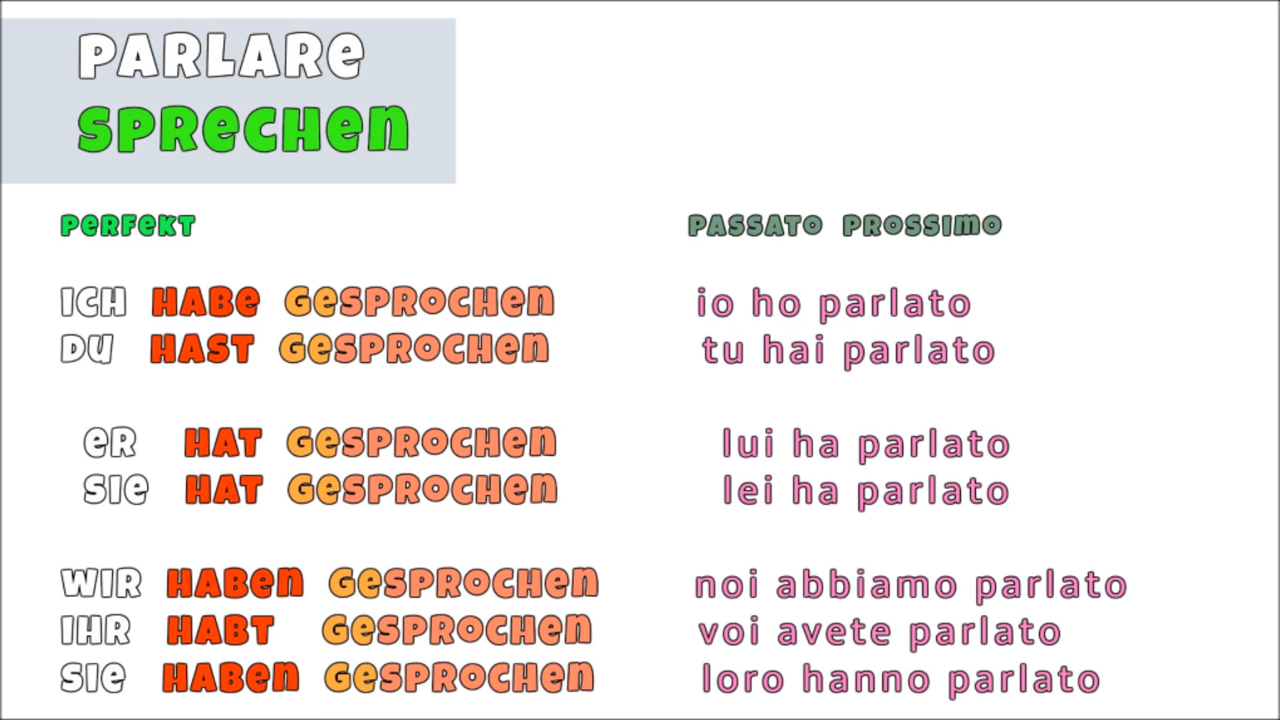 PARLARE
SPRECHEN
PERFEKT PASSATO PROSSIMO
ICH HABE GESPROCHEN io ho parlato
DU HAST GESPROCHEN tu hai parlato
ER HAT GESPROCHEN lui ha parlato
SIE HAT GESPROCHEN lei ha parlato
WIR HABEN GESPROCHEN noi abbiamo parlato
IHR HABT GESPROCHEN voi avete parlato
SIE HABEN GESPROCHEN loro hanno parlato